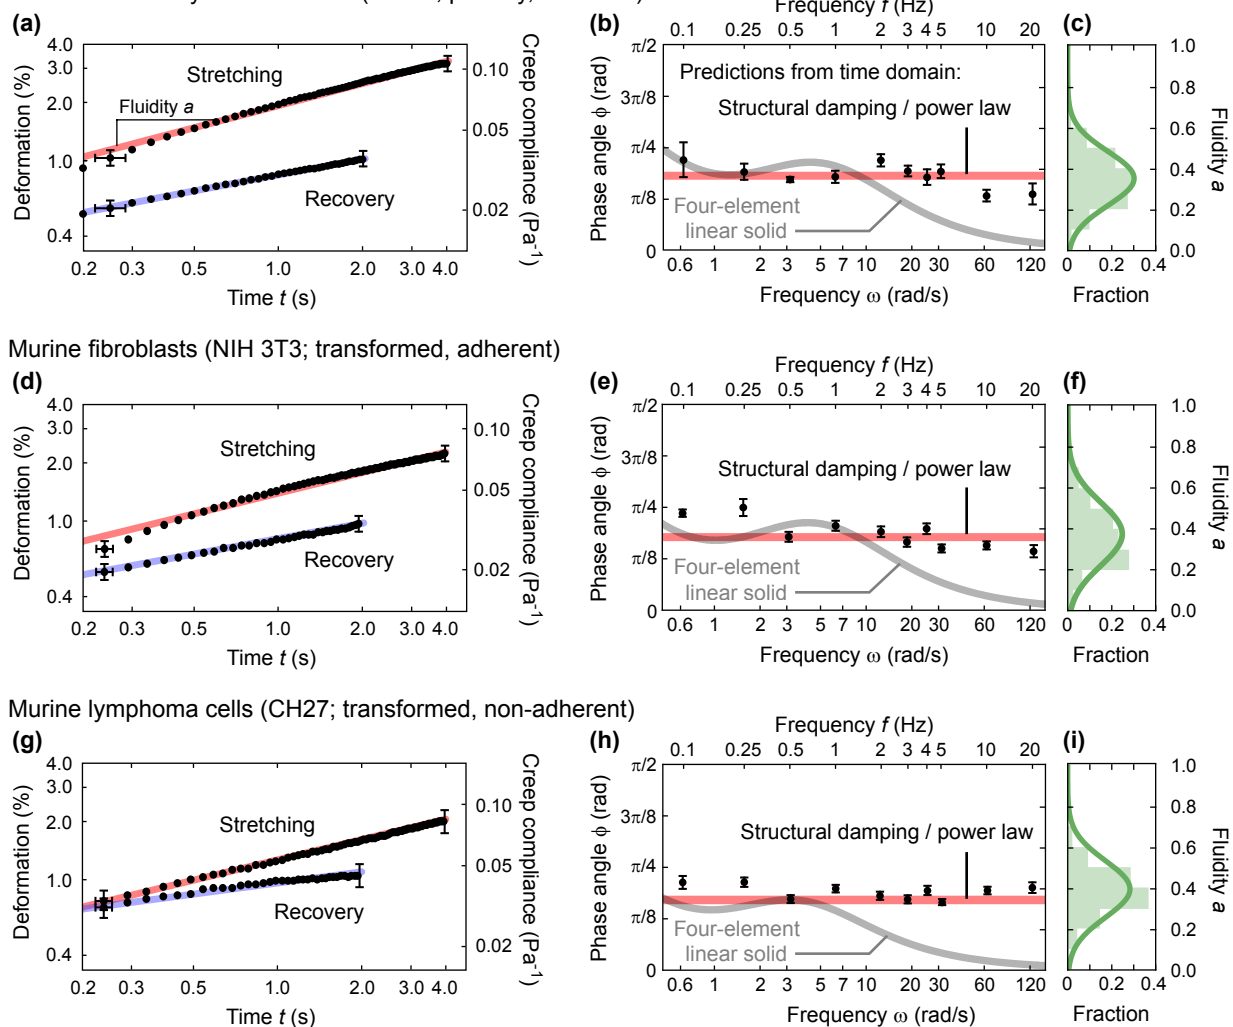 (a)
Deformation (%)
4.0
3.0
2.0
1.0
0.4
Stretching
Fluidity a
Recovery
0.10
0.05
0.02
Creep compliance (Pa-1)
0.2 0.3 0.5 1.0 2.0 3.0 4.0
Time t (s)
(b)
Frequency f (Hz)
0.1 0.25 0.5 1 2 3 4 5 10 20
Phase angle ϕ (rad)
π/2
3π/8
π/4
π/8
0
Predictions from time domain:
Structural damping / power law
Four-element
linear solid
0.6 1 2 3 5 7 10 20 30 60 120
Frequency ω (rad/s)
(c)
1.0
0.8
0.6
0.4
0.2
0.0
Fluidity a
0 0.2 0.4
Fraction
Murine fibroblasts (NIH 3T3; transformed, adherent)
(d)
Deformation (%)
4.0
3.0
2.0
1.0
0.4
Stretching
Recovery
0.10
0.05
0.02
Creep compliance (Pa-1)
0.2 0.3 0.5 1.0 2.0 3.0 4.0
Time t (s)
(e)
Frequency f (Hz)
0.1 0.25 0.5 1 2 3 4 5 10 20
Phase angle ϕ (rad)
π/2
3π/8
π/4
π/8
0
Structural damping / power law
Four-element
linear solid
0.6 1 2 3 5 7 10 20 30 60 120
Frequency ω (rad/s)
(f)
1.0
0.8
0.6
0.4
0.2
0.0
Fluidity a
0 0.2 0.4
Fraction
Murine lymphoma cells (CH27; transformed, non-adherent)
(g)
Deformation (%)
4.0
3.0
2.0
1.0
0.4
Stretching
Recovery
0.10
0.05
0.02
Creep compliance (Pa-1)
0.2 0.3 0.5 1.0 2.0 3.0 4.0
Time t (s)
(h)
Frequency f (Hz)
0.1 0.25 0.5 1 2 3 4 5 10 20
Phase angle ϕ (rad)
π/2
3π/8
π/4
π/8
0
Structural damping / power law
Four-element
linear solid
0.6 1 2 3 5 7 10 20 30 60 120
Frequency ω (rad/s)
(i)
1.0
0.8
0.6
0.4
0.2
0.0
Fluidity a
0 0.2 0.4
Fraction